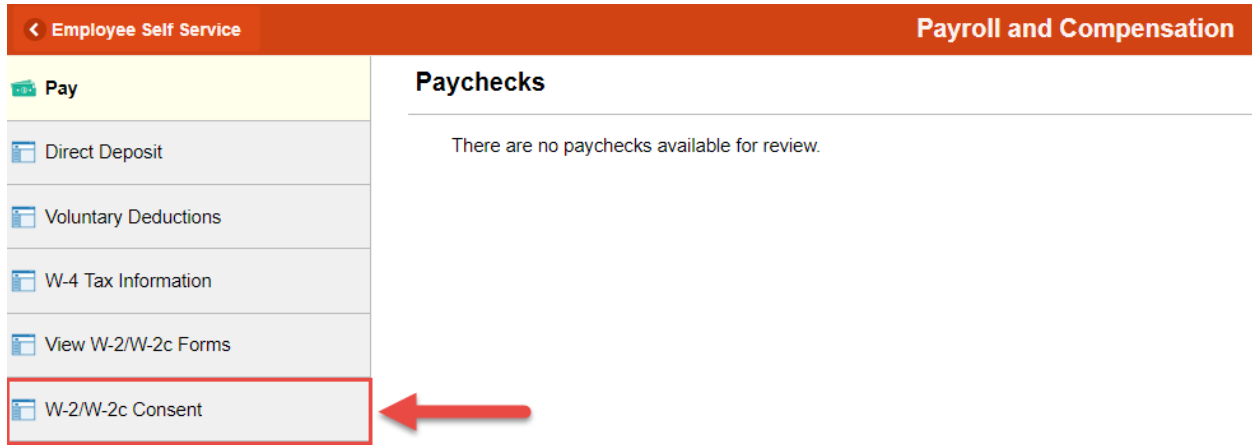 Employee Self Service
Payroll and Compensation
Pay
Direct Deposit
Voluntary Deductions
W-4 Tax Information
View W-2/W-2c Forms
W-2/W-2c Consent
Paychecks
There are no paychecks available for review.